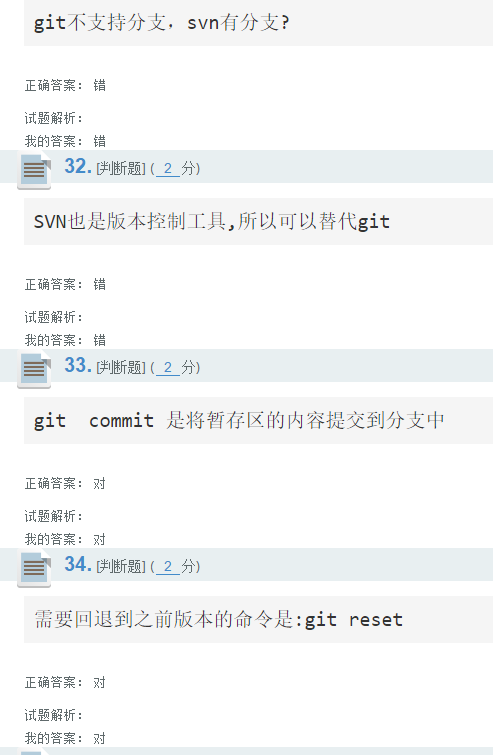 git不支持分支，svn有分支?
正确答案： 错
试题解析：
我的答案： 错
32. [判断题] ( 2 分)
SVN也是版本控制工具,所以可以替代git
正确答案： 错
试题解析：
我的答案： 错
33. [判断题] ( 2 分)
git  commit 是将暂存区的内容提交到分支中
正确答案： 对
试题解析：
我的答案： 对
34. [判断题] ( 2 分)
需要回退到之前版本的命令是:git reset
正确答案： 对
试题解析：
我的答案： 对